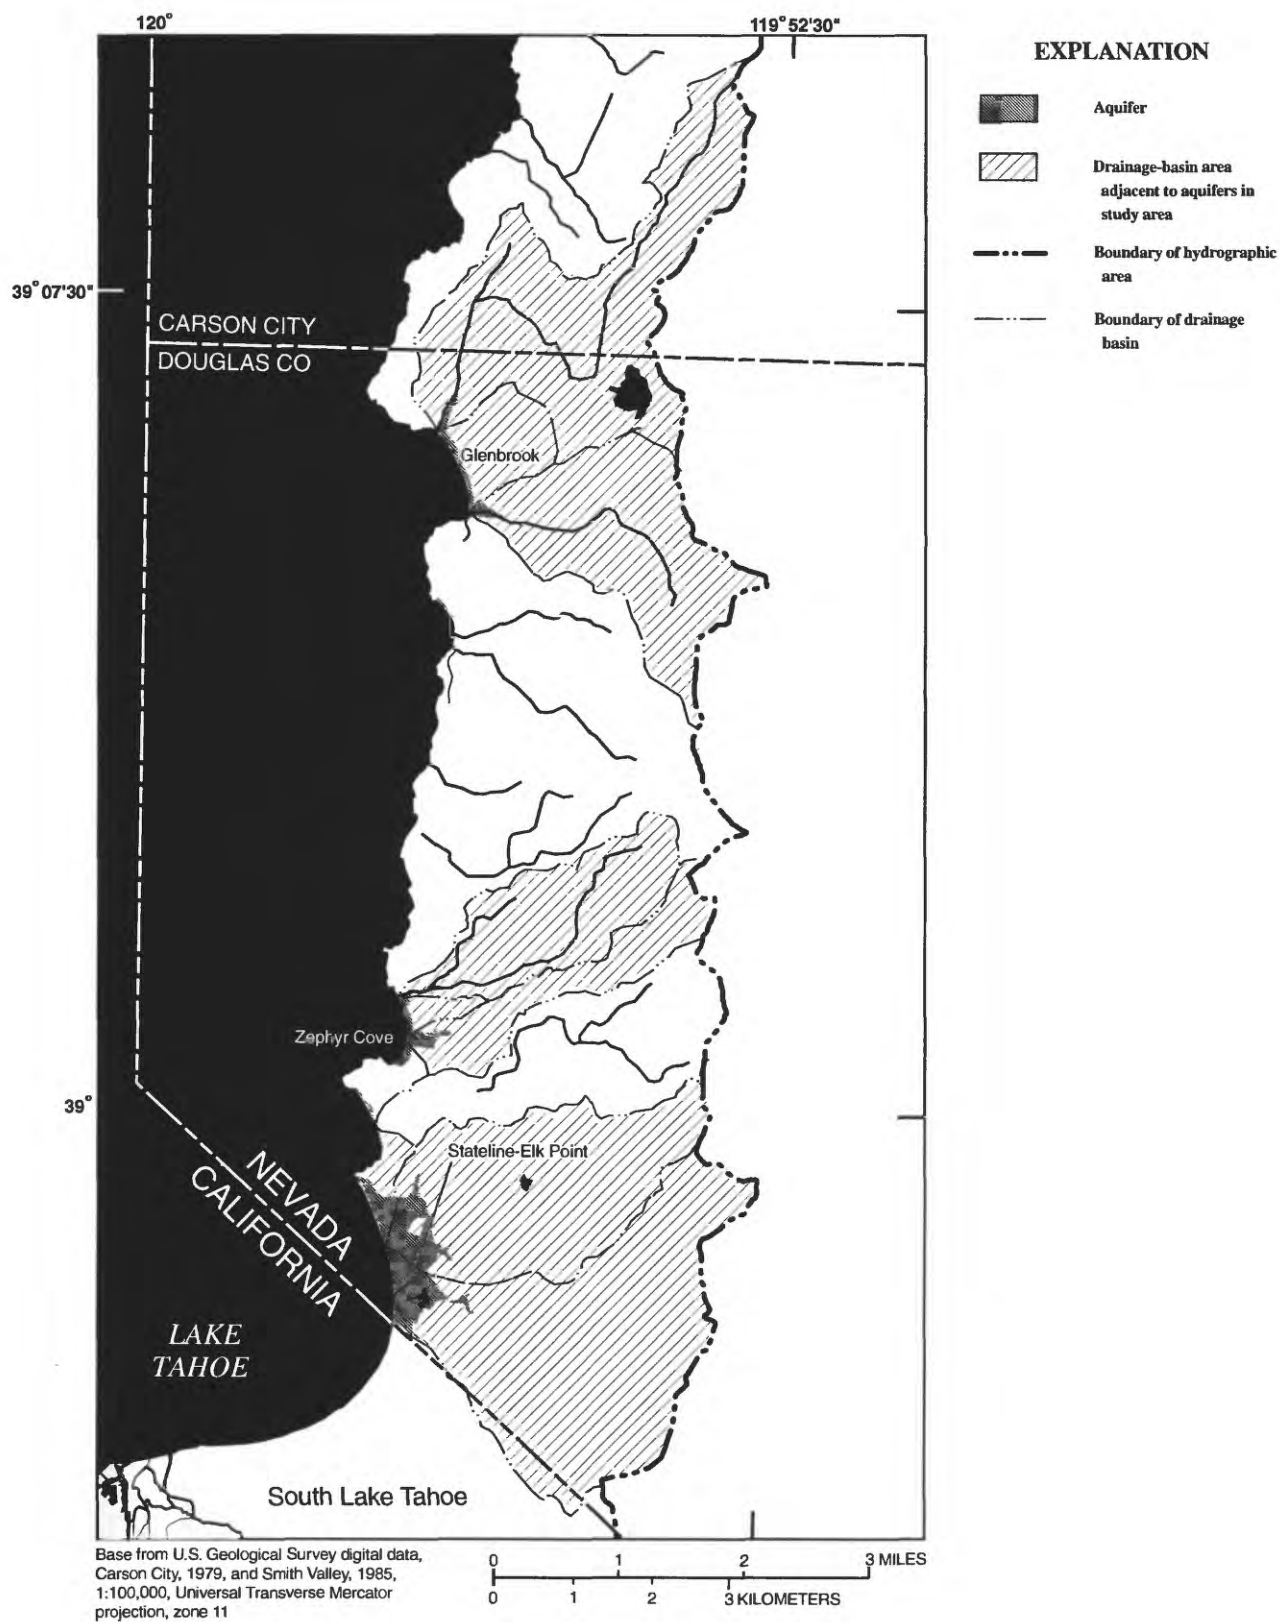 120°
119°52'30"
EXPLANATION
Aquifer
Drainage-basin area
adjacent to aquifers in
study area
Boundary of hydrographic
area
Boundary of drainage
basin
39°07'30"
CARSON CITY
DOUGLAS CO
Glenbrook
Zephyr Cove
39°
Stateline-Elk Point
NEVADA
CALIFORNIA
LAKE
TAHOE
South Lake Tahoe
Base from U.S. Geological Survey digital data,
Carson City, 1979, and Smith Valley, 1985,
1:100,000, Universal Transverse Mercator
projection, zone 11
0 1 2 3 MILES
0 1 2 3 KILOMETERS